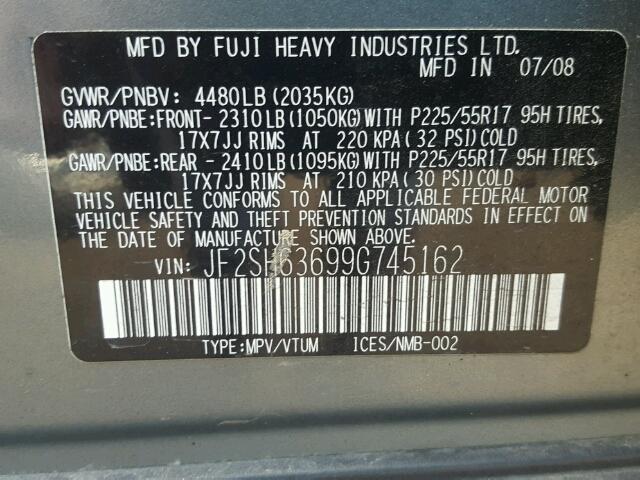 MFD BY FUJI HEAVY INDUSTRIES LTD.
MFD IN 07/08
GVWR/PNBV: 4480LB(2035KG)
GAWR/PNBE:FRONT- 2310LB(1050KG)WITH P225/55R17 95H TIRES,
17X7JJ RIMS AT 220 KPA( 32 PSI)COLD
GAWR/PNBE:REAR - 2410LB(1095KG)WITH P225/55R17 95H TIRES,
17X7JJ RIMS AT 210 KPA( 30 PSI)COLD
THIS VEHICLE CONFORMS TO ALL APPLICABLE FEDERAL MOTOR
VEHICLE SAFETY AND THEFT PREVENTION STANDARDS IN EFFECT ON
THE DATE OF MANUFACTURE SHOWN ABOVE.
VIN: JF2SH63699G745162
TYPE:MPV/VTUM ICES/NMB-002